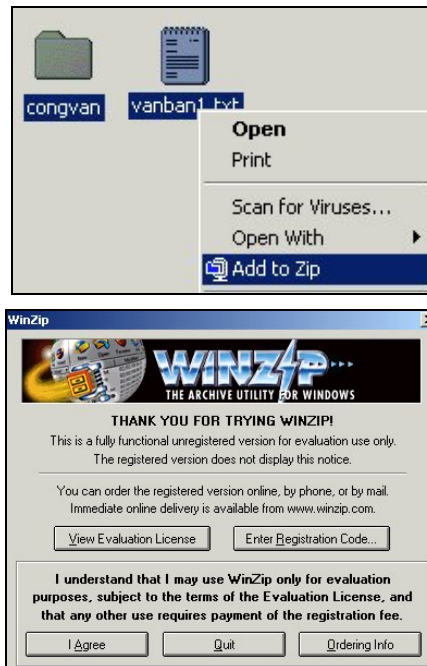 congvan vanban1.txt
Open
Print
Scan for Viruses...
Open With
Add to Zip
WinZip
WINZIP...
THE ARCHIVE UTILITY FOR WINDOWS
THANK YOU FOR TRYING WINZIP!
This is a fully functional unregistered version for evaluation use only.
The registered version does not display this notice.
You can order the registered version online, by phone, or by mail.
Immediate online delivery is available from www.winzip.com.
View Evaluation License Enter Registration Code...
I understand that I may use WinZip only for evaluation
purposes, subject to the terms of the Evaluation License, and
that any other use requires payment of the registration fee.
I Agree Quit Ordering Info